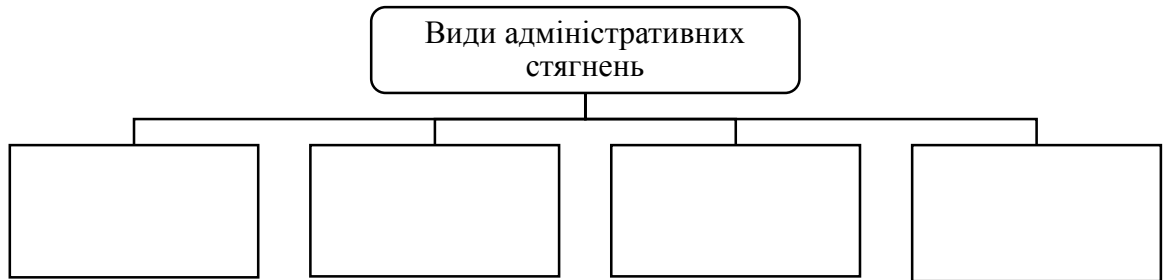 Види адміністративних
стягнень